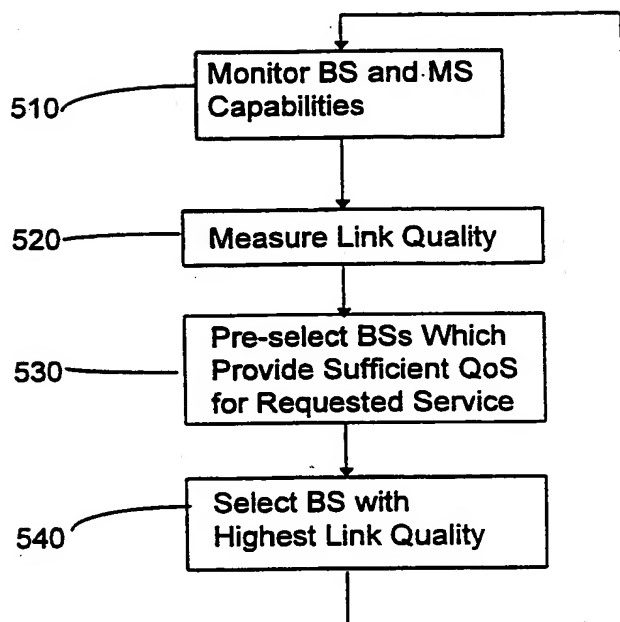 510
Monitor BS and MS
Capabilities
520
Measure Link Quality
530
Pre-select BSs Which
Provide Sufficient QoS
for Requested Service
540
Select BS with
Highest Link Quality